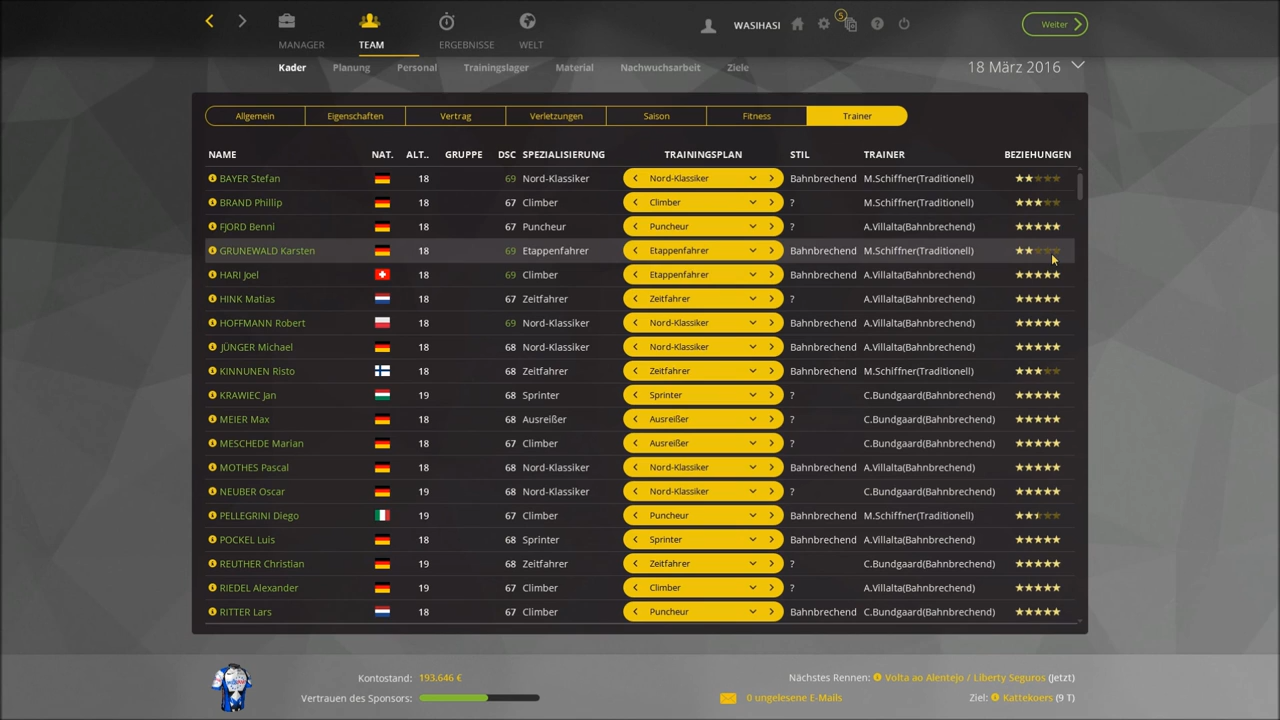 MANAGER TEAM ERGEBNISSE WELT WASIHASI 5 ? Weiter
Kader Planung Personal Trainingslager Material Nachwuchsarbeit Ziele 18 März 2016
Allgemein Eigenschaften Vertrag Verletzungen Saison Fitness Trainer
NAME NAT. ALT.. GRUPPE DSC SPEZIALISIERUNG TRAININGSPLAN STIL TRAINER BEZIEHUNGEN
BAYER Stefan 18 69 Nord-Klassiker Nord-Klassiker Bahnbrechend M.Schiffner(Traditionell)
BRAND Phillip 18 67 Climber Climber ? M.Schiffner(Traditionell)
FJORD Benni 18 67 Puncheur Puncheur ? A.Villalta(Bahnbrechend)
GRUNEWALD Karsten 18 69 Etappenfahrer Etappenfahrer Bahnbrechend M.Schiffner(Traditionell)
HARI Joel 18 69 Climber Etappenfahrer Bahnbrechend A.Villalta(Bahnbrechend)
HINK Matias 18 67 Zeitfahrer Zeitfahrer ? A.Villalta(Bahnbrechend)
HOFFMANN Robert 18 69 Nord-Klassiker Nord-Klassiker Bahnbrechend A.Villalta(Bahnbrechend)
JÜNGER Michael 18 68 Nord-Klassiker Nord-Klassiker Bahnbrechend A.Villalta(Bahnbrechend)
KINNUNEN Risto 18 68 Zeitfahrer Zeitfahrer Bahnbrechend M.Schiffner(Traditionell)
KRAWIEC Jan 19 68 Sprinter Sprinter ? C.Bundgaard(Bahnbrechend)
MEIER Max 18 68 Ausreißer Ausreißer ? C.Bundgaard(Bahnbrechend)
MESCHEDE Marian 18 67 Climber Ausreißer ? C.Bundgaard(Bahnbrechend)
MOTHES Pascal 18 68 Nord-Klassiker Nord-Klassiker Bahnbrechend A.Villalta(Bahnbrechend)
NEUBER Oscar 19 68 Nord-Klassiker Nord-Klassiker ? C.Bundgaard(Bahnbrechend)
PELLEGRINI Diego 19 67 Climber Puncheur Bahnbrechend M.Schiffner(Traditionell)
POCKEL Luis 18 68 Sprinter Sprinter ? A.Villalta(Bahnbrechend)
REUTHER Christian 19 68 Zeitfahrer Zeitfahrer ? C.Bundgaard(Bahnbrechend)
RIEDEL Alexander 19 67 Climber Climber ? A.Villalta(Bahnbrechend)
RITTER Lars 18 67 Climber Puncheur Bahnbrechend C.Bundgaard(Bahnbrechend)
Kontostand: 193.646 € Nächstes Rennen: Volta ao Alentejo / Liberty Seguros (Jetzt)
Vertrauen des Sponsors: 0 ungelesene E-Mails Ziel: Kattekoers (9 T)